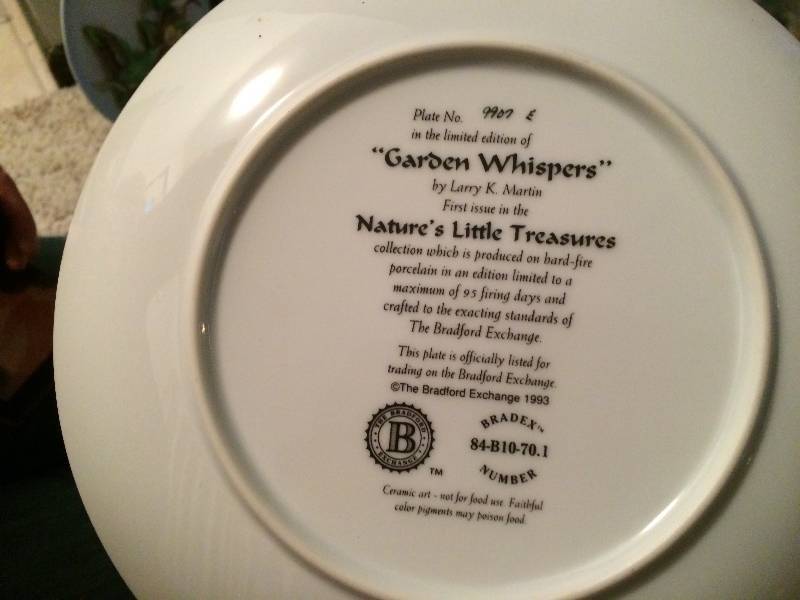 Plate No. 9907 E
in the limited edition of
“Garden Whispers”
by Larry K. Martin
First issue in the
Nature's Little Treasures
collection which is produced on hard-fire
porcelain in an edition limited to a
maximum of 95 firing days and
crafted to the exacting standards of
The Bradford Exchange.
This plate is officially listed for
trading on the Bradford Exchange.
©The Bradford Exchange 1993
THE BRADFORD
B
EXCHANGE
TM
BRADEX™
84-B10-70.1
NUMBER
Ceramic art - not for food use. Faithful
color pigments may poison food.